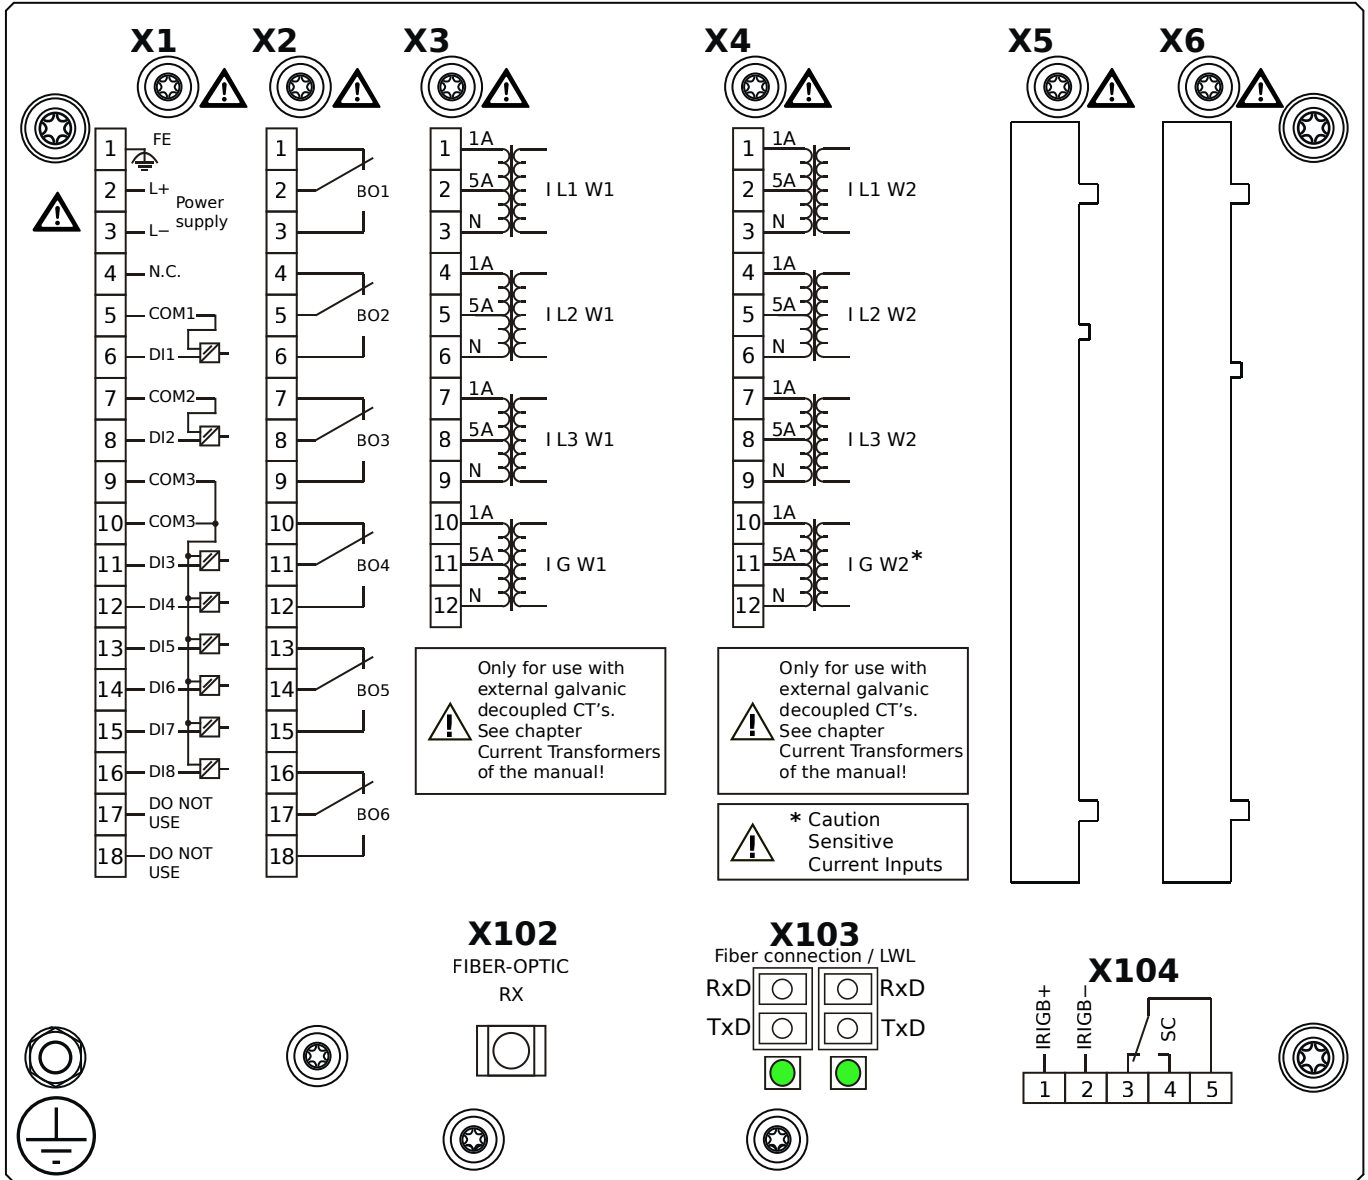 X1
X2
X3
X4
X5
X6
1 FE
2 L+
Power
supply
3 L−
4 N.C.
5 COM1
6 DI1
7 COM2
8 DI2
9 COM3
10 COM3
11 DI3
12 DI4
13 DI5
14 DI6
15 DI7
16 DI8
17 DO NOT
USE
18 DO NOT
USE
1
2 BO1
3
4
5 BO2
6
7
8 BO3
9
10
11 BO4
12
13
14 BO5
15
16
17 BO6
18
1 1A
2 5A I L1 W1
3 N
4 1A
5 5A I L2 W1
6 N
7 1A
8 5A I L3 W1
9 N
10 1A
11 5A I G W1
12 N
Only for use with
external galvanic
decoupled CT's.
See chapter
Current Transformers
of the manual!
1 1A
2 5A I L1 W2
3 N
4 1A
5 5A I L2 W2
6 N
7 1A
8 5A I L3 W2
9 N
10 1A
11 5A I G W2*
12 N
Only for use with
external galvanic
decoupled CT's.
See chapter
Current Transformers
of the manual!
* Caution
Sensitive
Current Inputs
X102
FIBER-OPTIC
RX
X103
Fiber connection / LWL
RxD RxD
TxD TxD
X104
IRIGB+
IRIGB−
SC
1 2 3 4 5